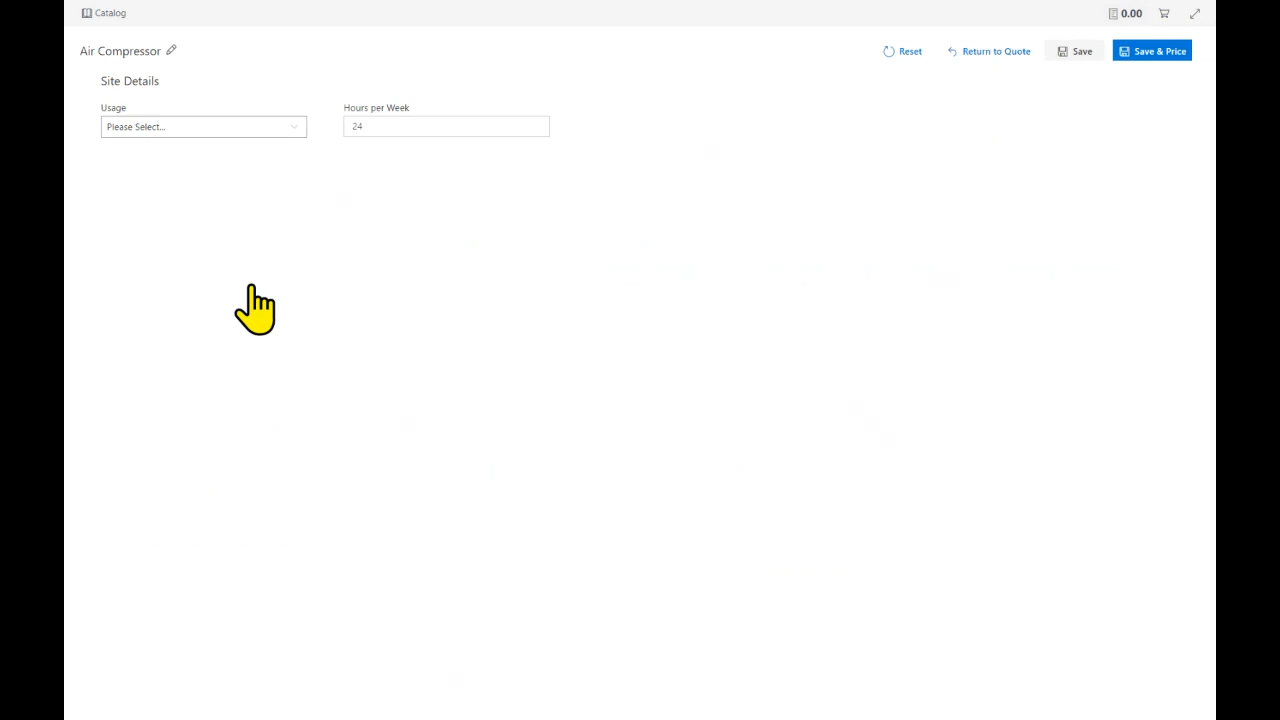 Catalog
0.00
Air Compressor
Reset
Return to Quote
Save
Save & Price
Site Details
Usage
Hours per Week
Please Select...
24